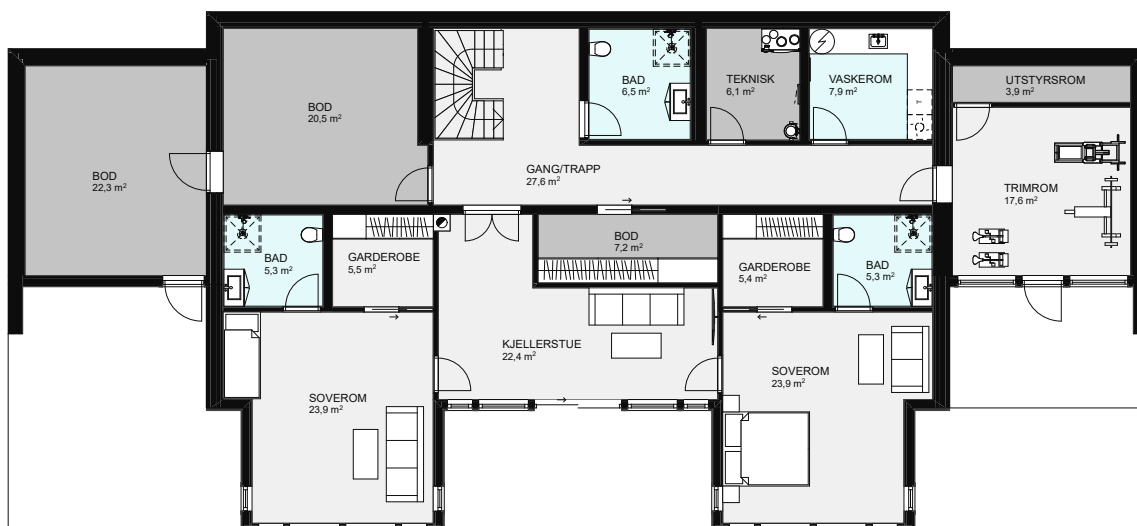 BOD
22,3 m²
BOD
20,5 m²
BAD
6,5 m²
TEKNISK
6,1 m²
VASKEROM
7,9 m²
UTSTYRSROM
3,9 m²
GANG/TRAPP
27,6 m²
TRIMROM
17,6 m²
BAD
5,3 m²
GARDEROBE
5,5 m²
BOD
7,2 m²
GARDEROBE
5,4 m²
BAD
5,3 m²
KJELLERSTUE
22,4 m²
SOVEROM
23,9 m²
SOVEROM
23,9 m²